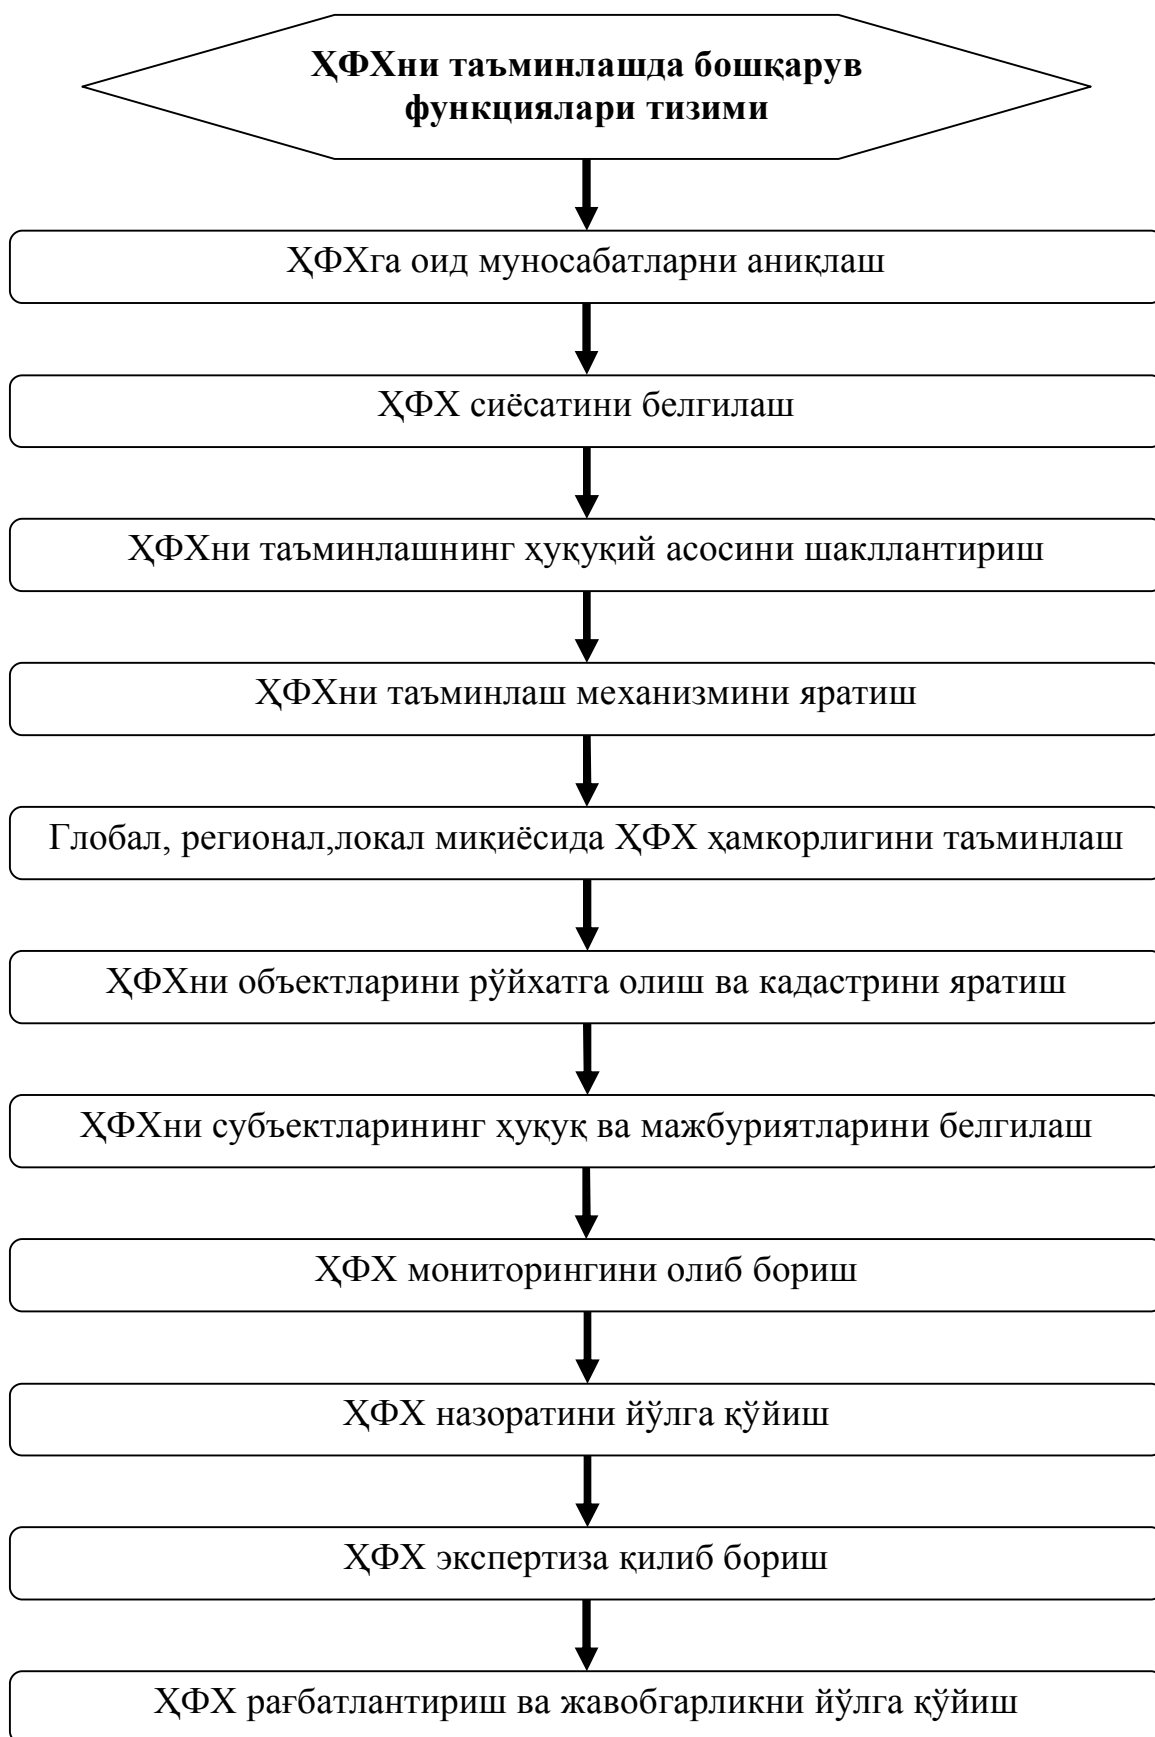 ҲФХни таъминлашда бошқарув
функциялари тизими
ҲФХга оид муносабатларни аниқлаш
ҲФХ сиёсатини белгилаш
ҲФХни таъминлашнинг ҳуқуқий асосини шакллантириш
ҲФХни таъминлаш механизмини яратиш
Глобал, регионал,локал миқиёсида ҲФХ ҳамкорлигини таъминлаш
ҲФХни объектларини рўйхатга олиш ва кадастрини яратиш
ҲФХни субъектларининг ҳуқуқ ва мажбуриятларини белгилаш
ҲФХ мониторингини олиб бориш
ҲФХ назоратини йўлга қўйиш
ҲФХ экспертиза қилиб бориш
ҲФХ рағбатлантириш ва жавобгарликни йўлга қўйиш